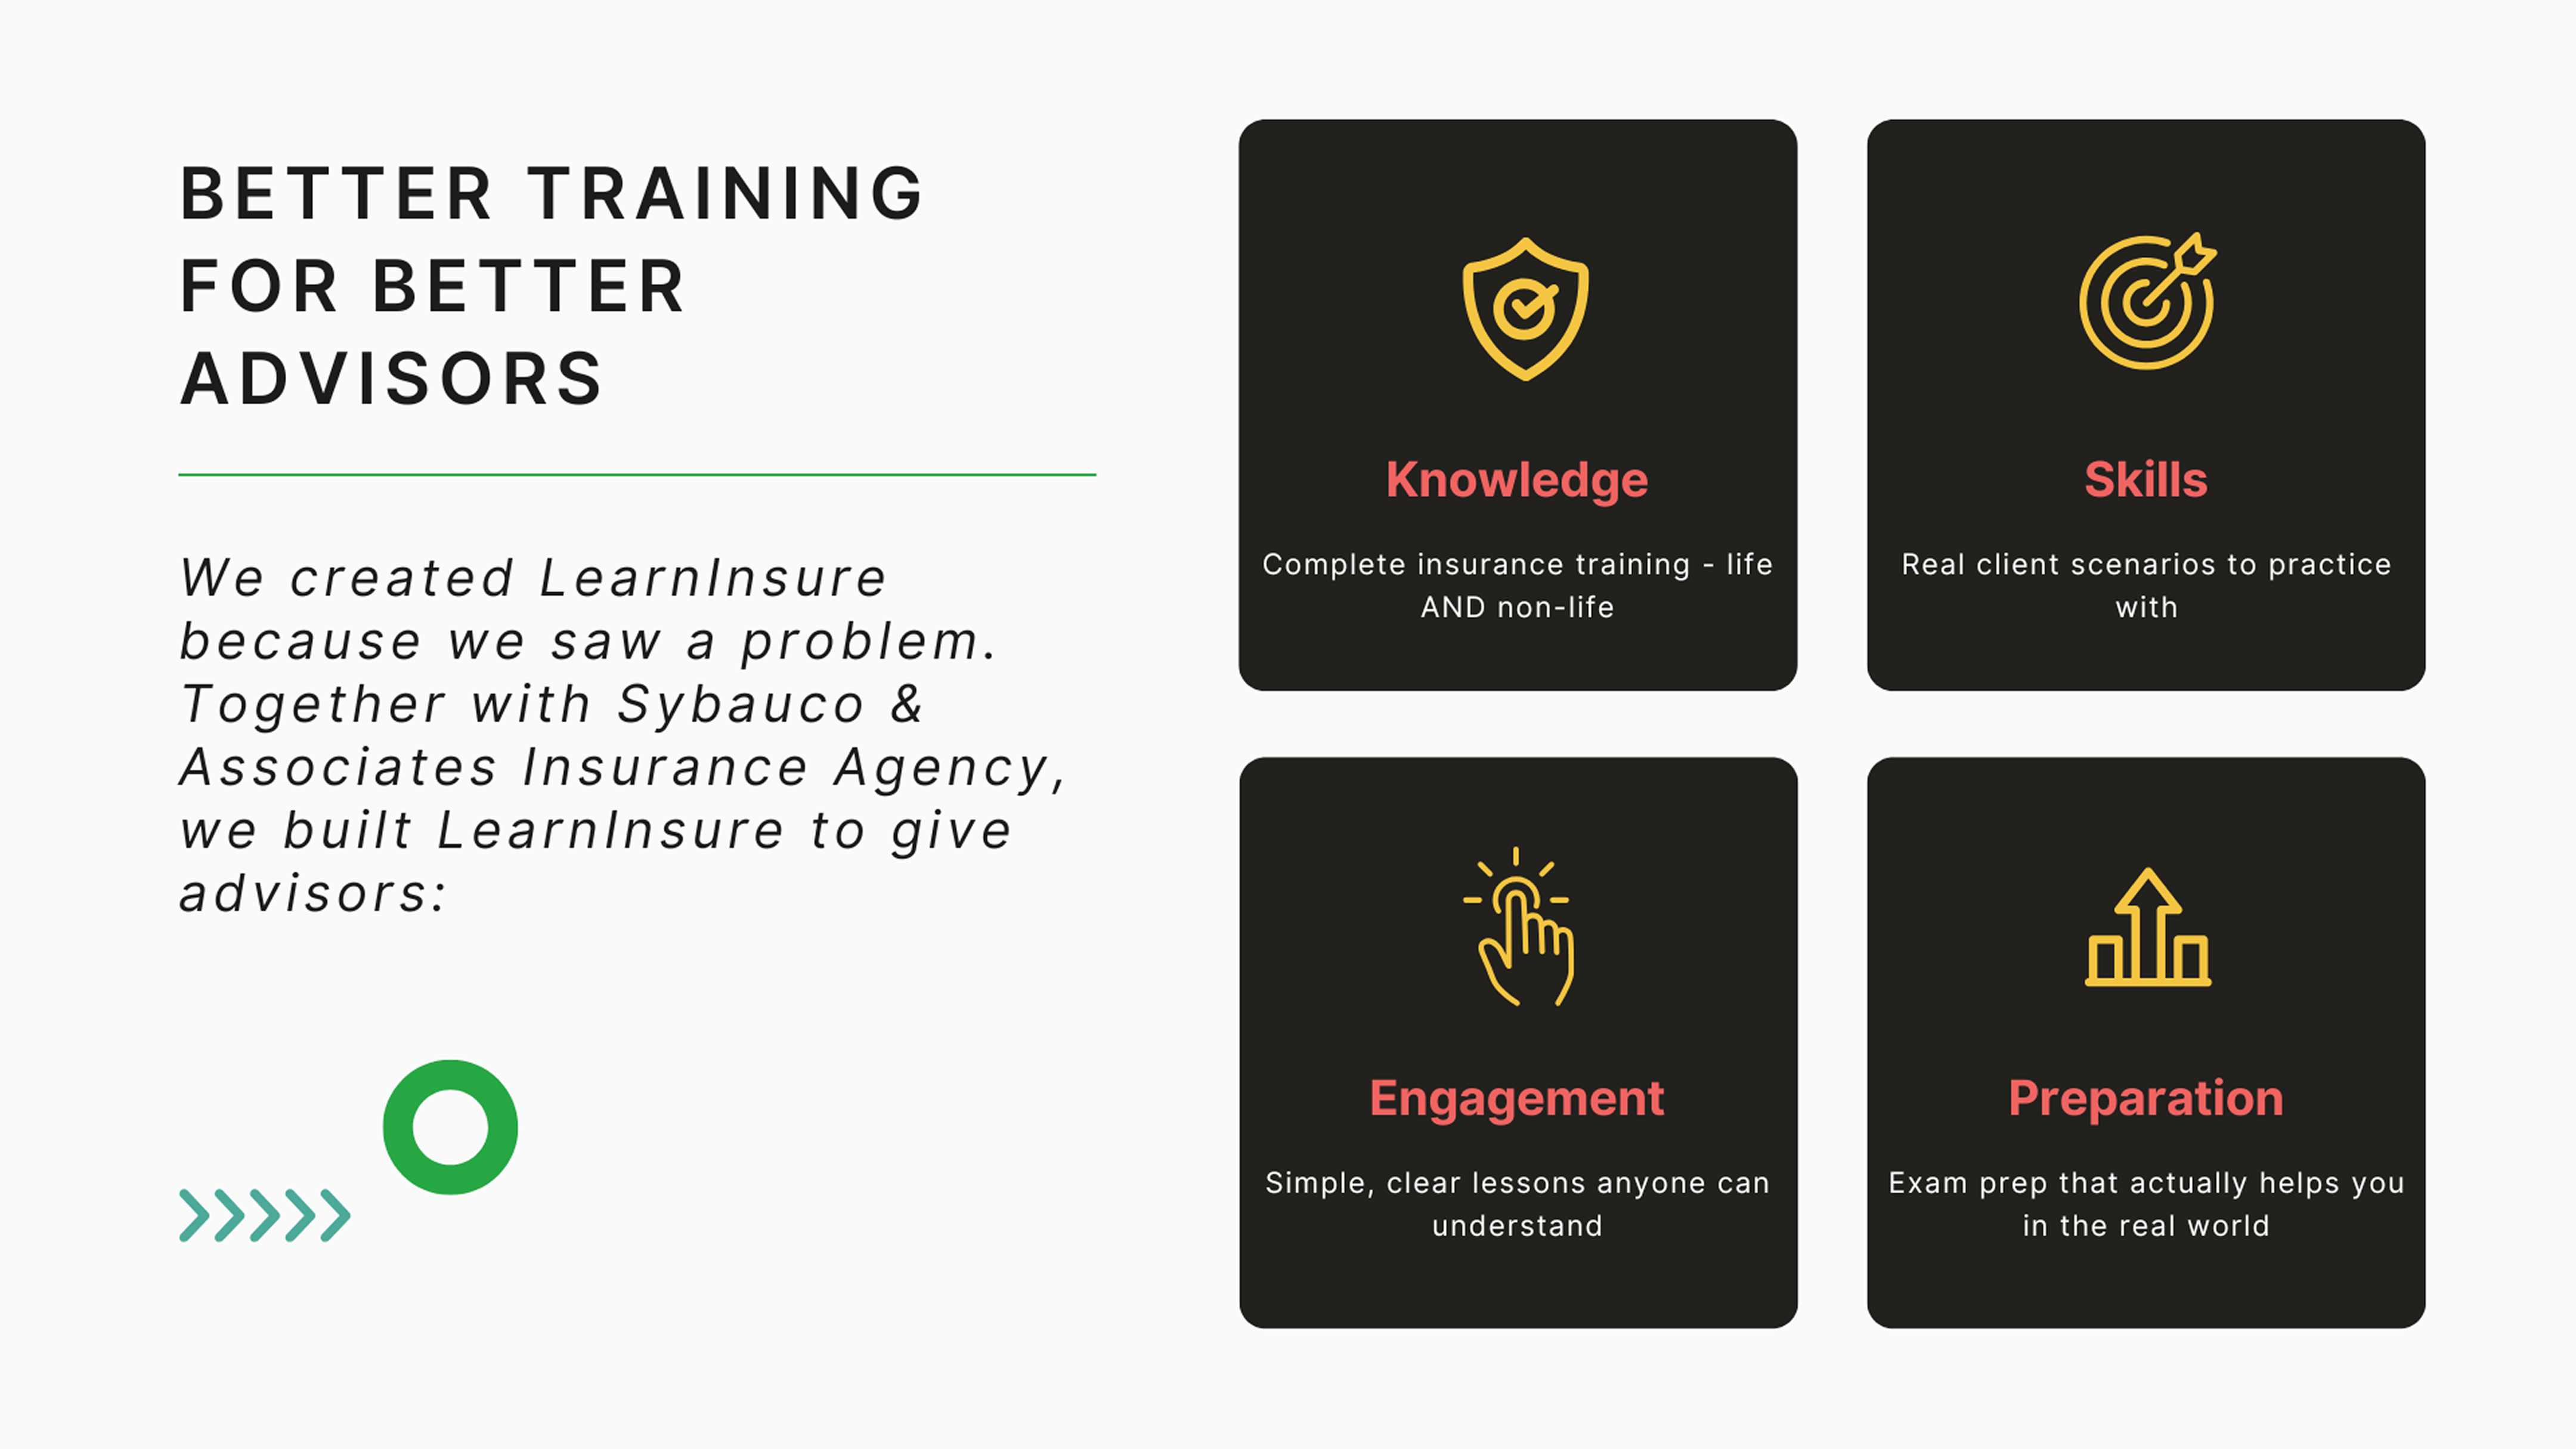 BETTER TRAINING
FOR BETTER
ADVISORS
We created LearnInsure
because we saw a problem.
Together with Sybauco &
Associates Insurance Agency,
we built LearnInsure to give
advisors:
Knowledge
Complete insurance training - life
AND non-life
Skills
Real client scenarios to practice
with
Engagement
Simple, clear lessons anyone can
understand
Preparation
Exam prep that actually helps you
in the real world